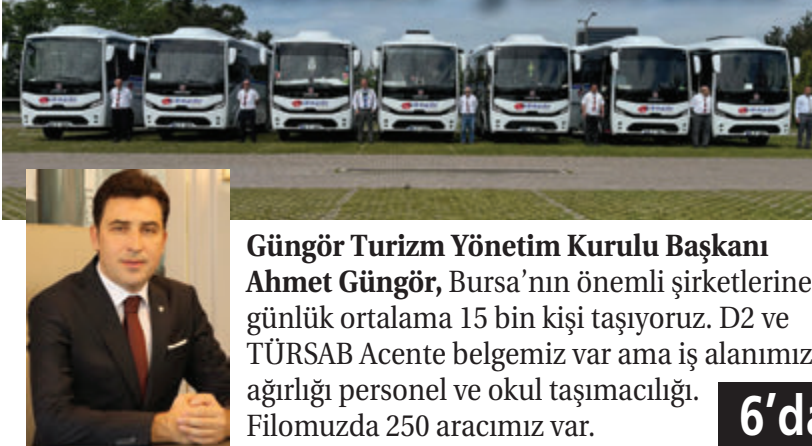 Güngör Turizm Yönetim Kurulu Başkanı
Ahmet Güngör, Bursa’nın önemli şirketlerine
günlük ortalama 15 bin kişi taşıyoruz. D2 ve
TÜRSAB Acente belgemiz var ama iş alanımız
ağırlığı personel ve okul taşımacılığı.
Filomuzda 250 aracımız var.
6’da